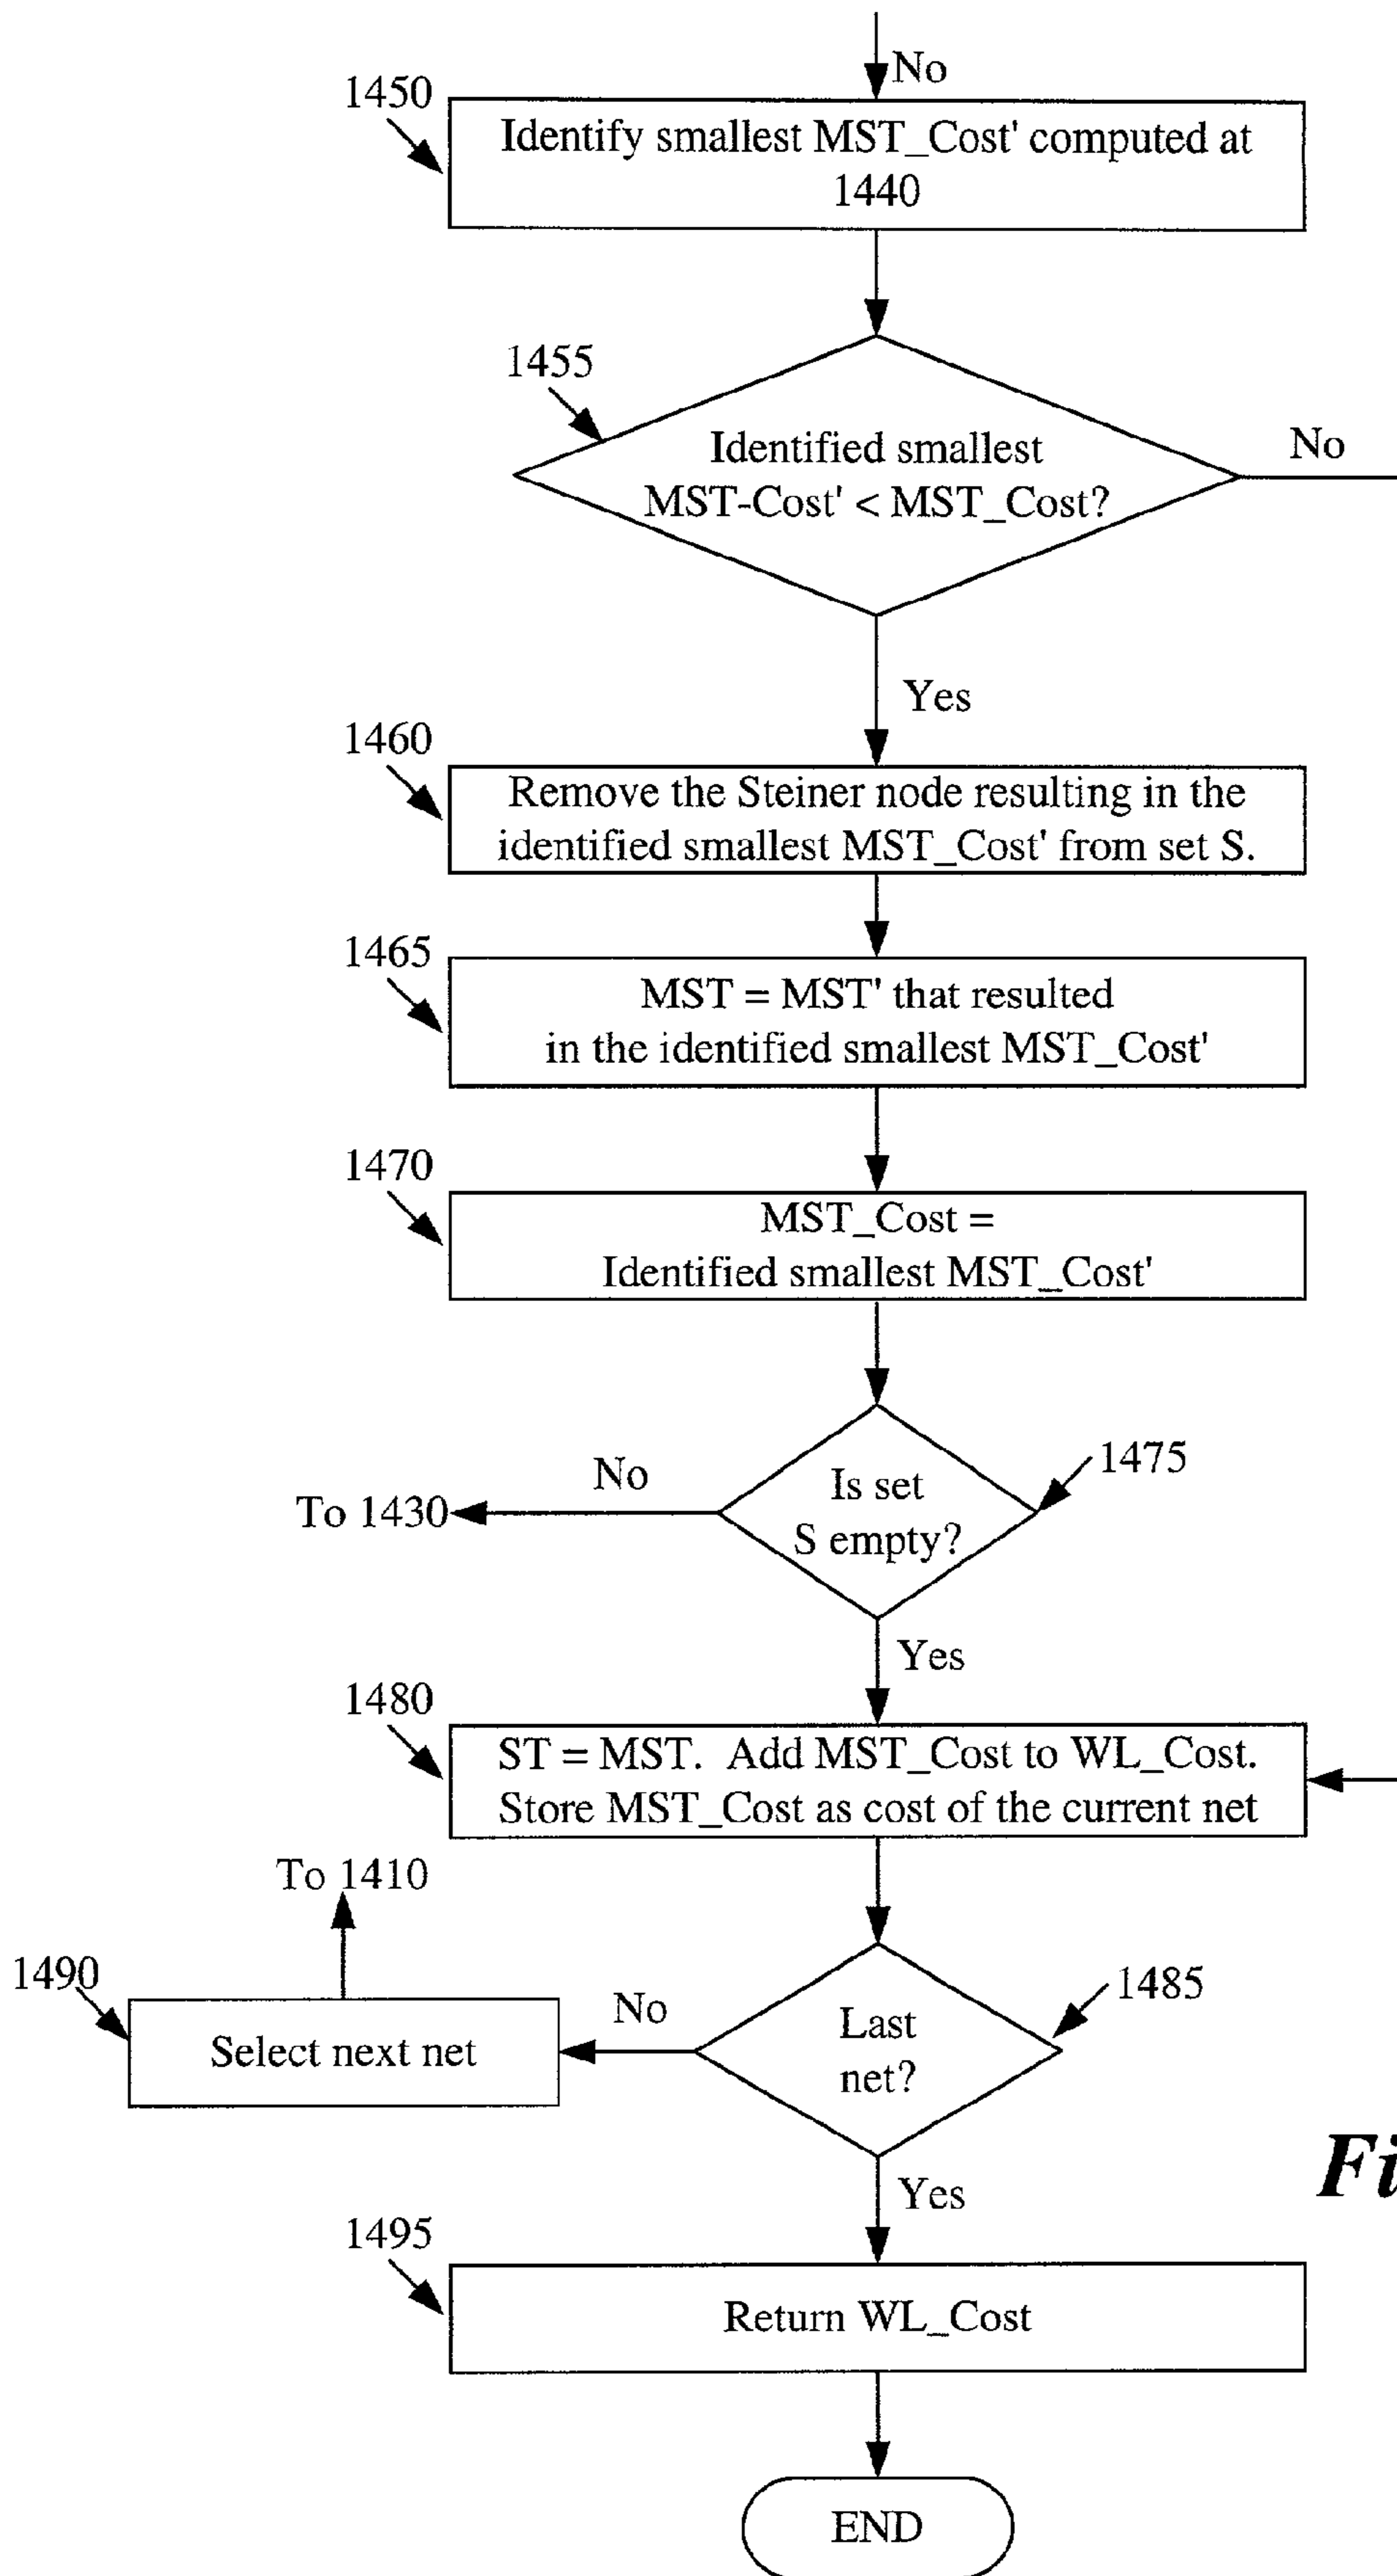 No
1450
Identify smallest MST_Cost' computed at
1440
1455
Identified smallest
MST-Cost' < MST_Cost?
No
Yes
1460
Remove the Steiner node resulting in the
identified smallest MST_Cost' from set S.
1465
MST = MST' that resulted
in the identified smallest MST_Cost'
1470
MST_Cost =
Identified smallest MST_Cost'
1475
Is set
S empty?
No
To 1430
Yes
1480
ST = MST. Add MST_Cost to WL_Cost.
Store MST_Cost as cost of the current net
To 1410
1490
Select next net
No
1485
Last
net?
Fi
Yes
1495
Return WL_Cost
END